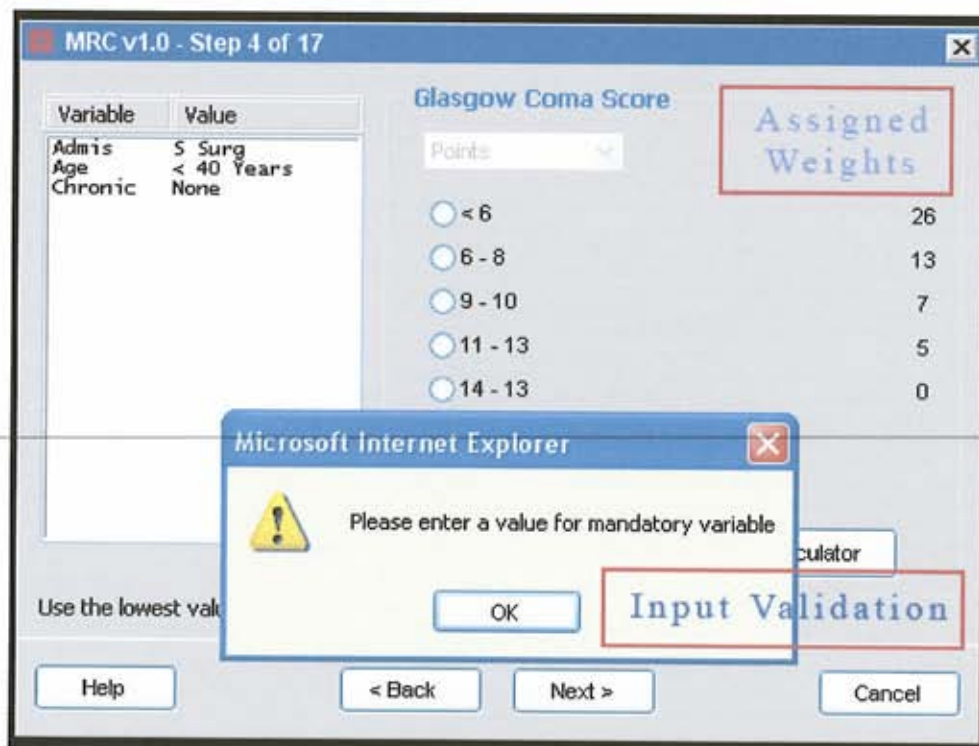 MRC v1.0 - Step 4 of 17
Variable Value
Admis S Surg
Age < 40 Years
Chronic None
Glasgow Coma Score
Points
Assigned
Weights
< 6 26
6 - 8 13
9 - 10 7
11 - 13 5
14 - 13 0
Microsoft Internet Explorer
Please enter a value for mandatory variable
OK
culator
Input Validation
Use the lowest val
Help
< Back
Next >
Cancel